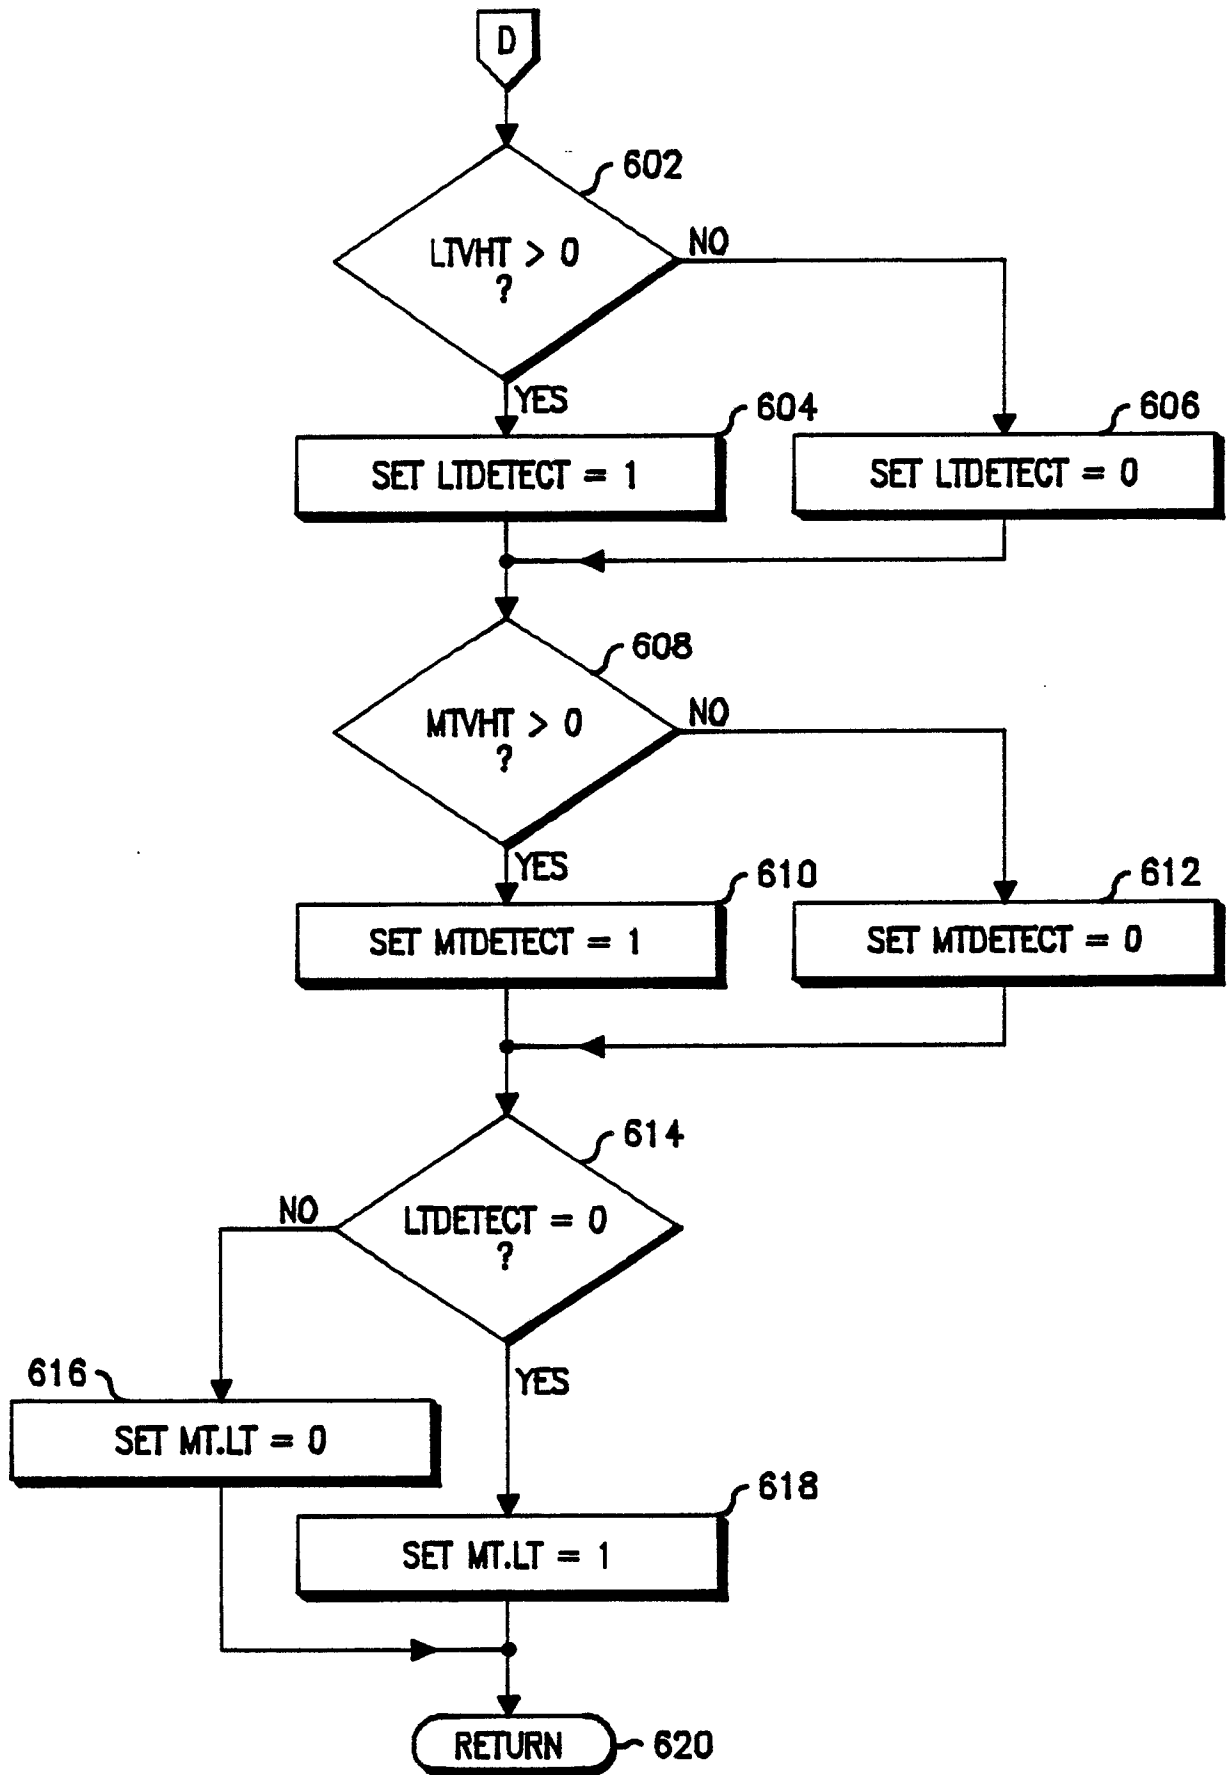 D
602
LTVHT > 0
?
NO
YES
604
SET LTDETECT = 1
606
SET LTDETECT = 0
608
MTVHT > 0
?
NO
YES
610
SET MTDETECT = 1
612
SET MTDETECT = 0
614
LTDETECT = 0
?
NO
YES
616
SET MT.LT = 0
618
SET MT.LT = 1
RETURN
620